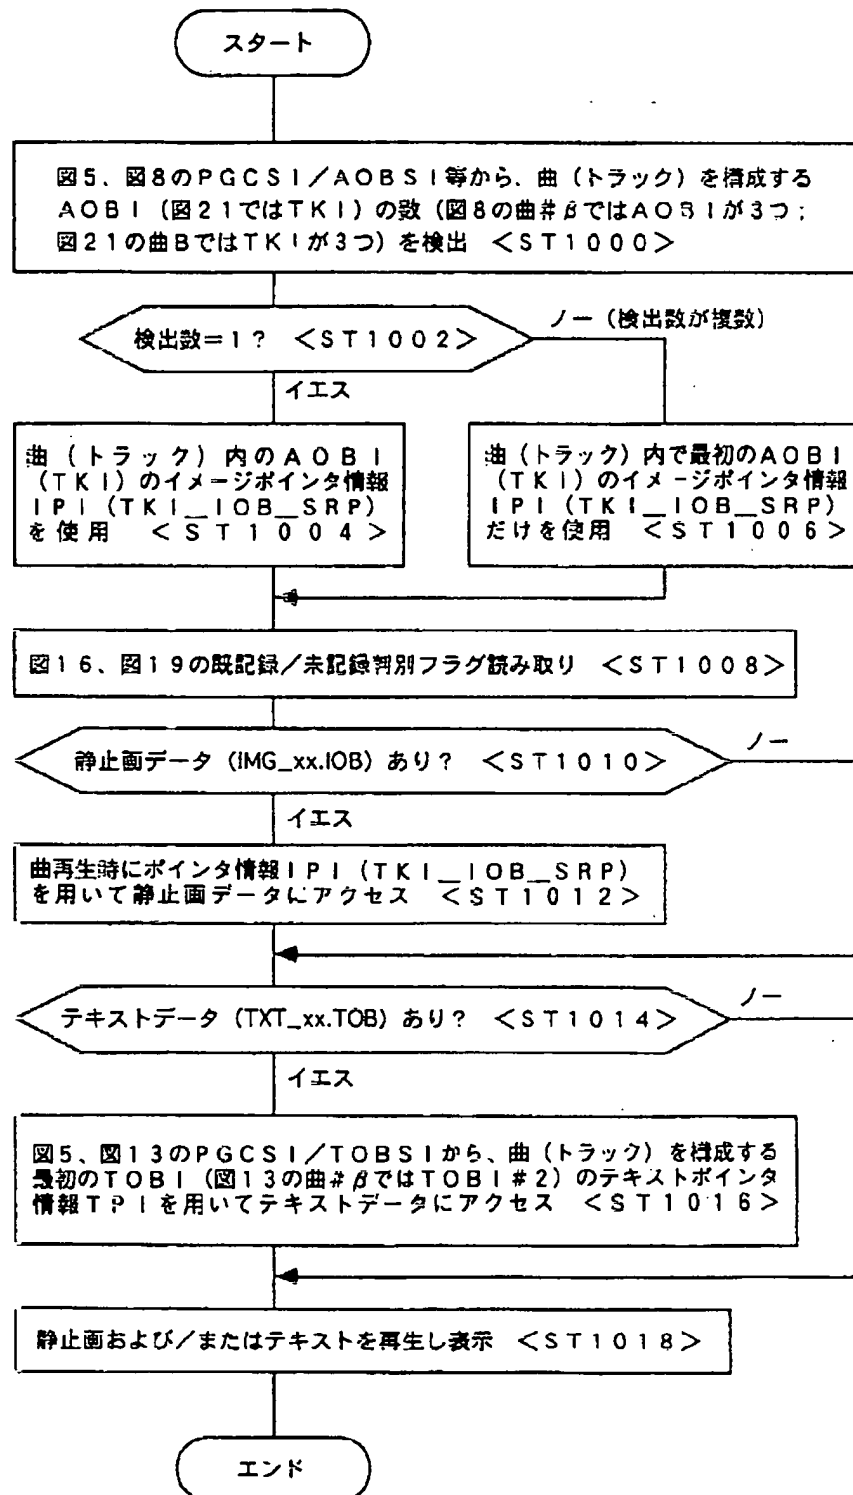 スタート
図5、図8のPGCSI/AOBSI等から、曲(トラック)を構成する
AOBI(図21ではTKI)の数(図8の曲#βではAOBIが3つ;
図21の曲BではTKIが3つ)を検出 <ST1000>
検出数=1? <ST1002>
ノー(検出数が複数)
イエス
曲(トラック)内のAOBI
(TKI)のイメージポインタ情報
IPI(TKI_IOB_SRP)
を使用 <ST1004>
曲(トラック)内で最初のAOBI
(TKI)のイメージポインタ情報
IPI(TKI_IOB_SRP)
だけを使用 <ST1006>
図16、図19の既記録/未記録判別フラグ読み取り <ST1008>
静止画データ(IMG_xx.IOB)あり? <ST1010>
ノー
イエス
曲再生時にポインタ情報IPI(TKI_IOB_SRP)
を用いて静止画データにアクセス <ST1012>
テキストデータ(TXT_xx.TOB)あり? <ST1014>
ノー
イエス
図5、図13のPGCSI/TOBSIから、曲(トラック)を構成する
最初のTOBI(図13の曲#βではTOBI#2)のテキストポインタ
情報TPIを用いてテキストデータにアクセス <ST1016>
静止画および/またはテキストを再生し表示 <ST1018>
エンド